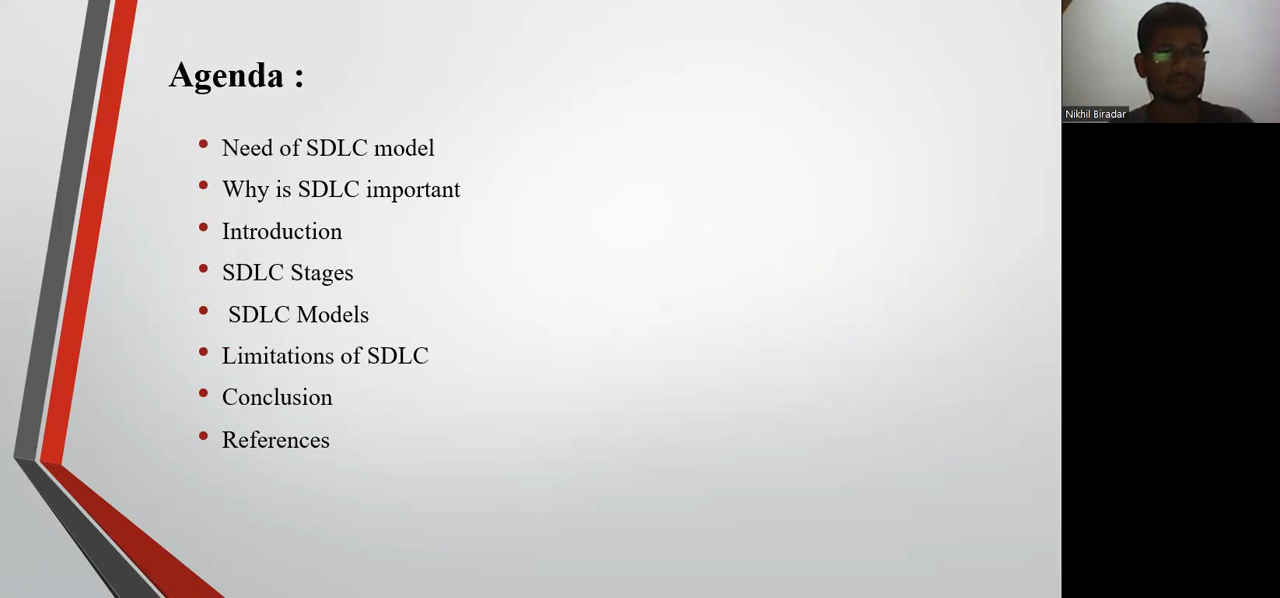 Agenda :
Need of SDLC model
Why is SDLC important
Introduction
SDLC Stages
SDLC Models
Limitations of SDLC
Conclusion
References
Nikhil Biradar